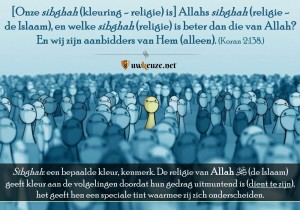 [Onze sibghah (kleuring - religie) is] Allahs sibghah (religie -
de Islaam), en welke sibghah (religie) is beter dan die van Allah?
En wij zijn aanbidders van Hem (alleen). (Koran 2:138.)
uwkeuze.net
Sibghah: een bepaalde kleur, kenmerk. De religie van Allah ﷻ (de Islaam)
geeft kleur aan de volgelingen doordat hun gedrag uitmuntend is (dient te zijn),
het geeft hen een speciale tint waarmee zij zich onderscheiden.